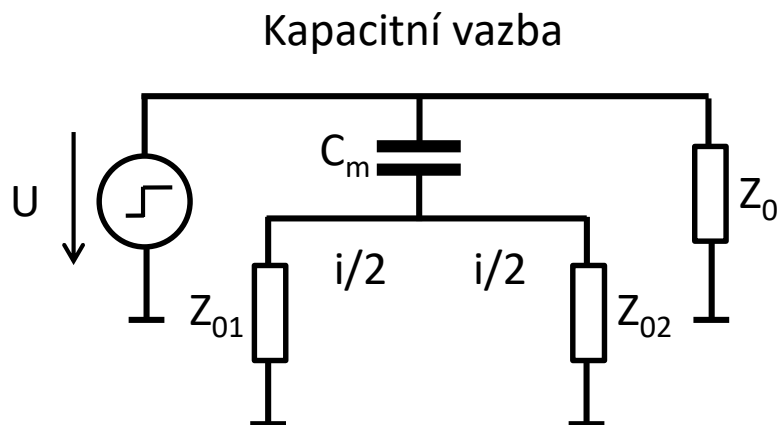 Kapacitní vazba
C_m
U
Z_0
i/2 i/2
Z_01
Z_02